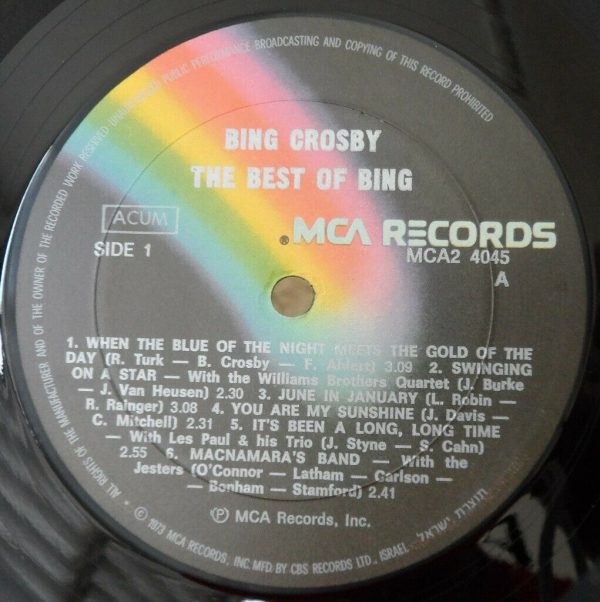 ALL RIGHTS OF THE MANUFACTURER AND OF THE OWNER OF THE RECORDED WORK RESERVED UNAUTHORISED PUBLIC PERFORMANCE BROADCASTING AND COPYING OF THIS RECORD PROHIBITED
BING CROSBY
THE BEST OF BING
ACUM
® MCA RECORDS
SIDE 1
MCA2 4045
A
1. WHEN THE BLUE OF THE NIGHT MEETS THE GOLD OF THE
DAY (R. Turk — B. Crosby — F. Ahlert) 3.09 2. SWINGING
ON A STAR — With the Williams Brothers Quartet (J. Burke
— J. Van Heusen) 2.30 3. JUNE IN JANUARY (L. Robin —
R. Rainger) 3.08 4. YOU ARE MY SUNSHINE (J. Davis —
C. Mitchell) 2.31 5. IT'S BEEN A LONG, LONG TIME
— With Les Paul & his Trio (J. Styne — S. Cahn)
2.55 6. MACNAMARA'S BAND — With the
Jesters (O'Connor — Latham — Carlson —
— Bonham — Stamford) 2.41
Ⓟ MCA Records, Inc.
© 1973 MCA RECORDS, INC. MFD. BY CBS RECORDS LTD., ISRAEL. תוצרת ישראל